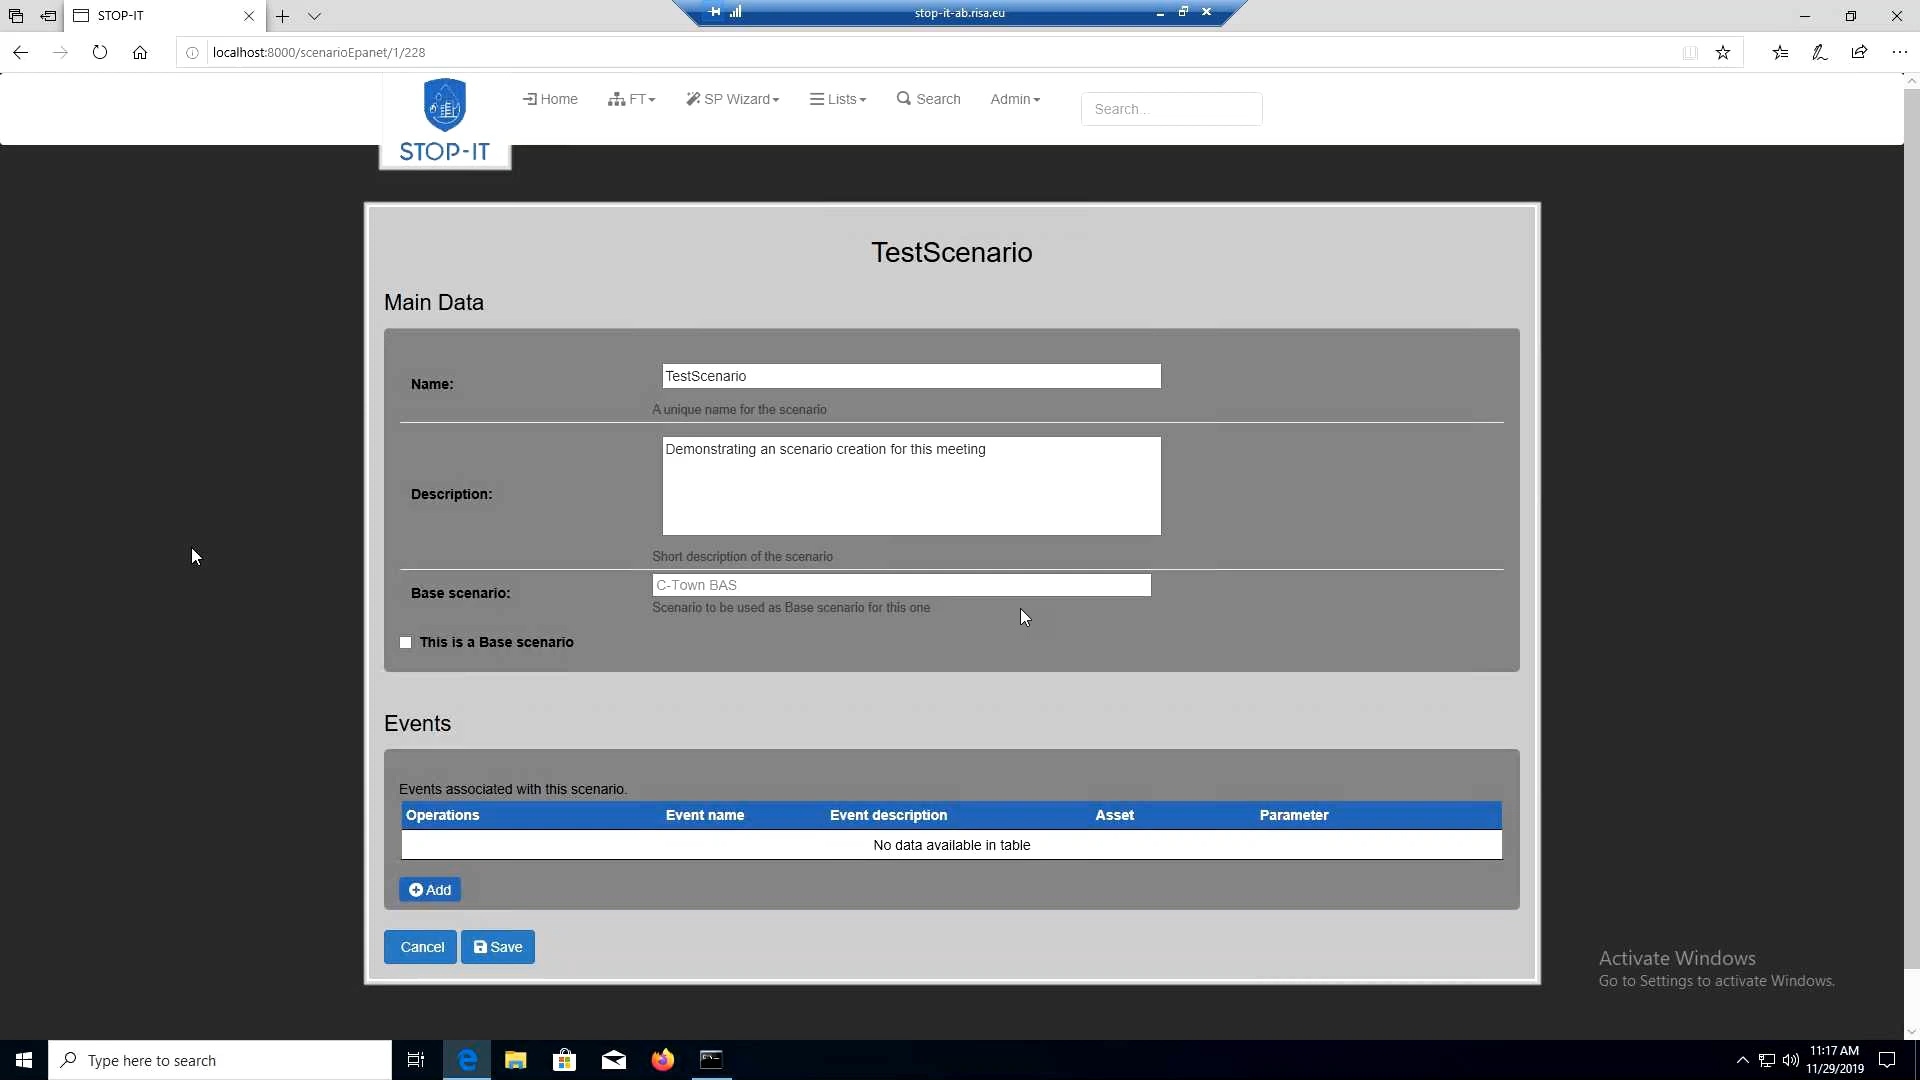 STOP-IT
stop-it-ab.risa.eu
localhost:8000/scenarioEpanet/1/228
STOP-IT
Home
FT
SP Wizard
Lists
Search
Admin
Search...
TestScenario
Main Data
Name:
TestScenario
A unique name for the scenario
Description:
Demonstrating an scenario creation for this meeting
Short description of the scenario
Base scenario:
C-Town BAS
Scenario to be used as Base scenario for this one
This is a Base scenario
Events
Events associated with this scenario.
Operations Event name Event description Asset Parameter
No data available in table
Add
Cancel Save
Activate Windows
Go to Settings to activate Windows.
Type here to search
11:17 AM
11/29/2019